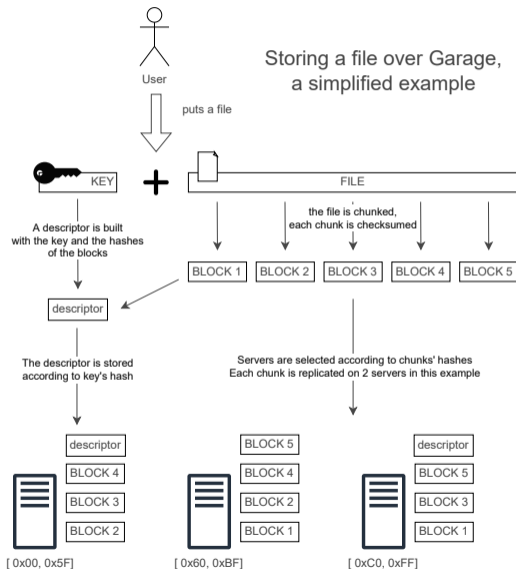 Storing a file over Garage,
a simplified example
User
puts a file
KEY
FILE
A descriptor is built
with the key and the hashes
of the blocks
the file is chunked,
each chunk is checksumed
BLOCK 1
BLOCK 2
BLOCK 3
BLOCK 4
BLOCK 5
descriptor
The descriptor is stored
according to key's hash
Servers are selected according to chunks' hashes
Each chunk is replicated on 2 servers in this example
descriptor
BLOCK 4
BLOCK 3
BLOCK 2
[ 0x00, 0x5F]
BLOCK 5
BLOCK 4
BLOCK 2
BLOCK 1
[ 0x60, 0xBF]
descriptor
BLOCK 5
BLOCK 3
BLOCK 1
[ 0xC0, 0xFF]